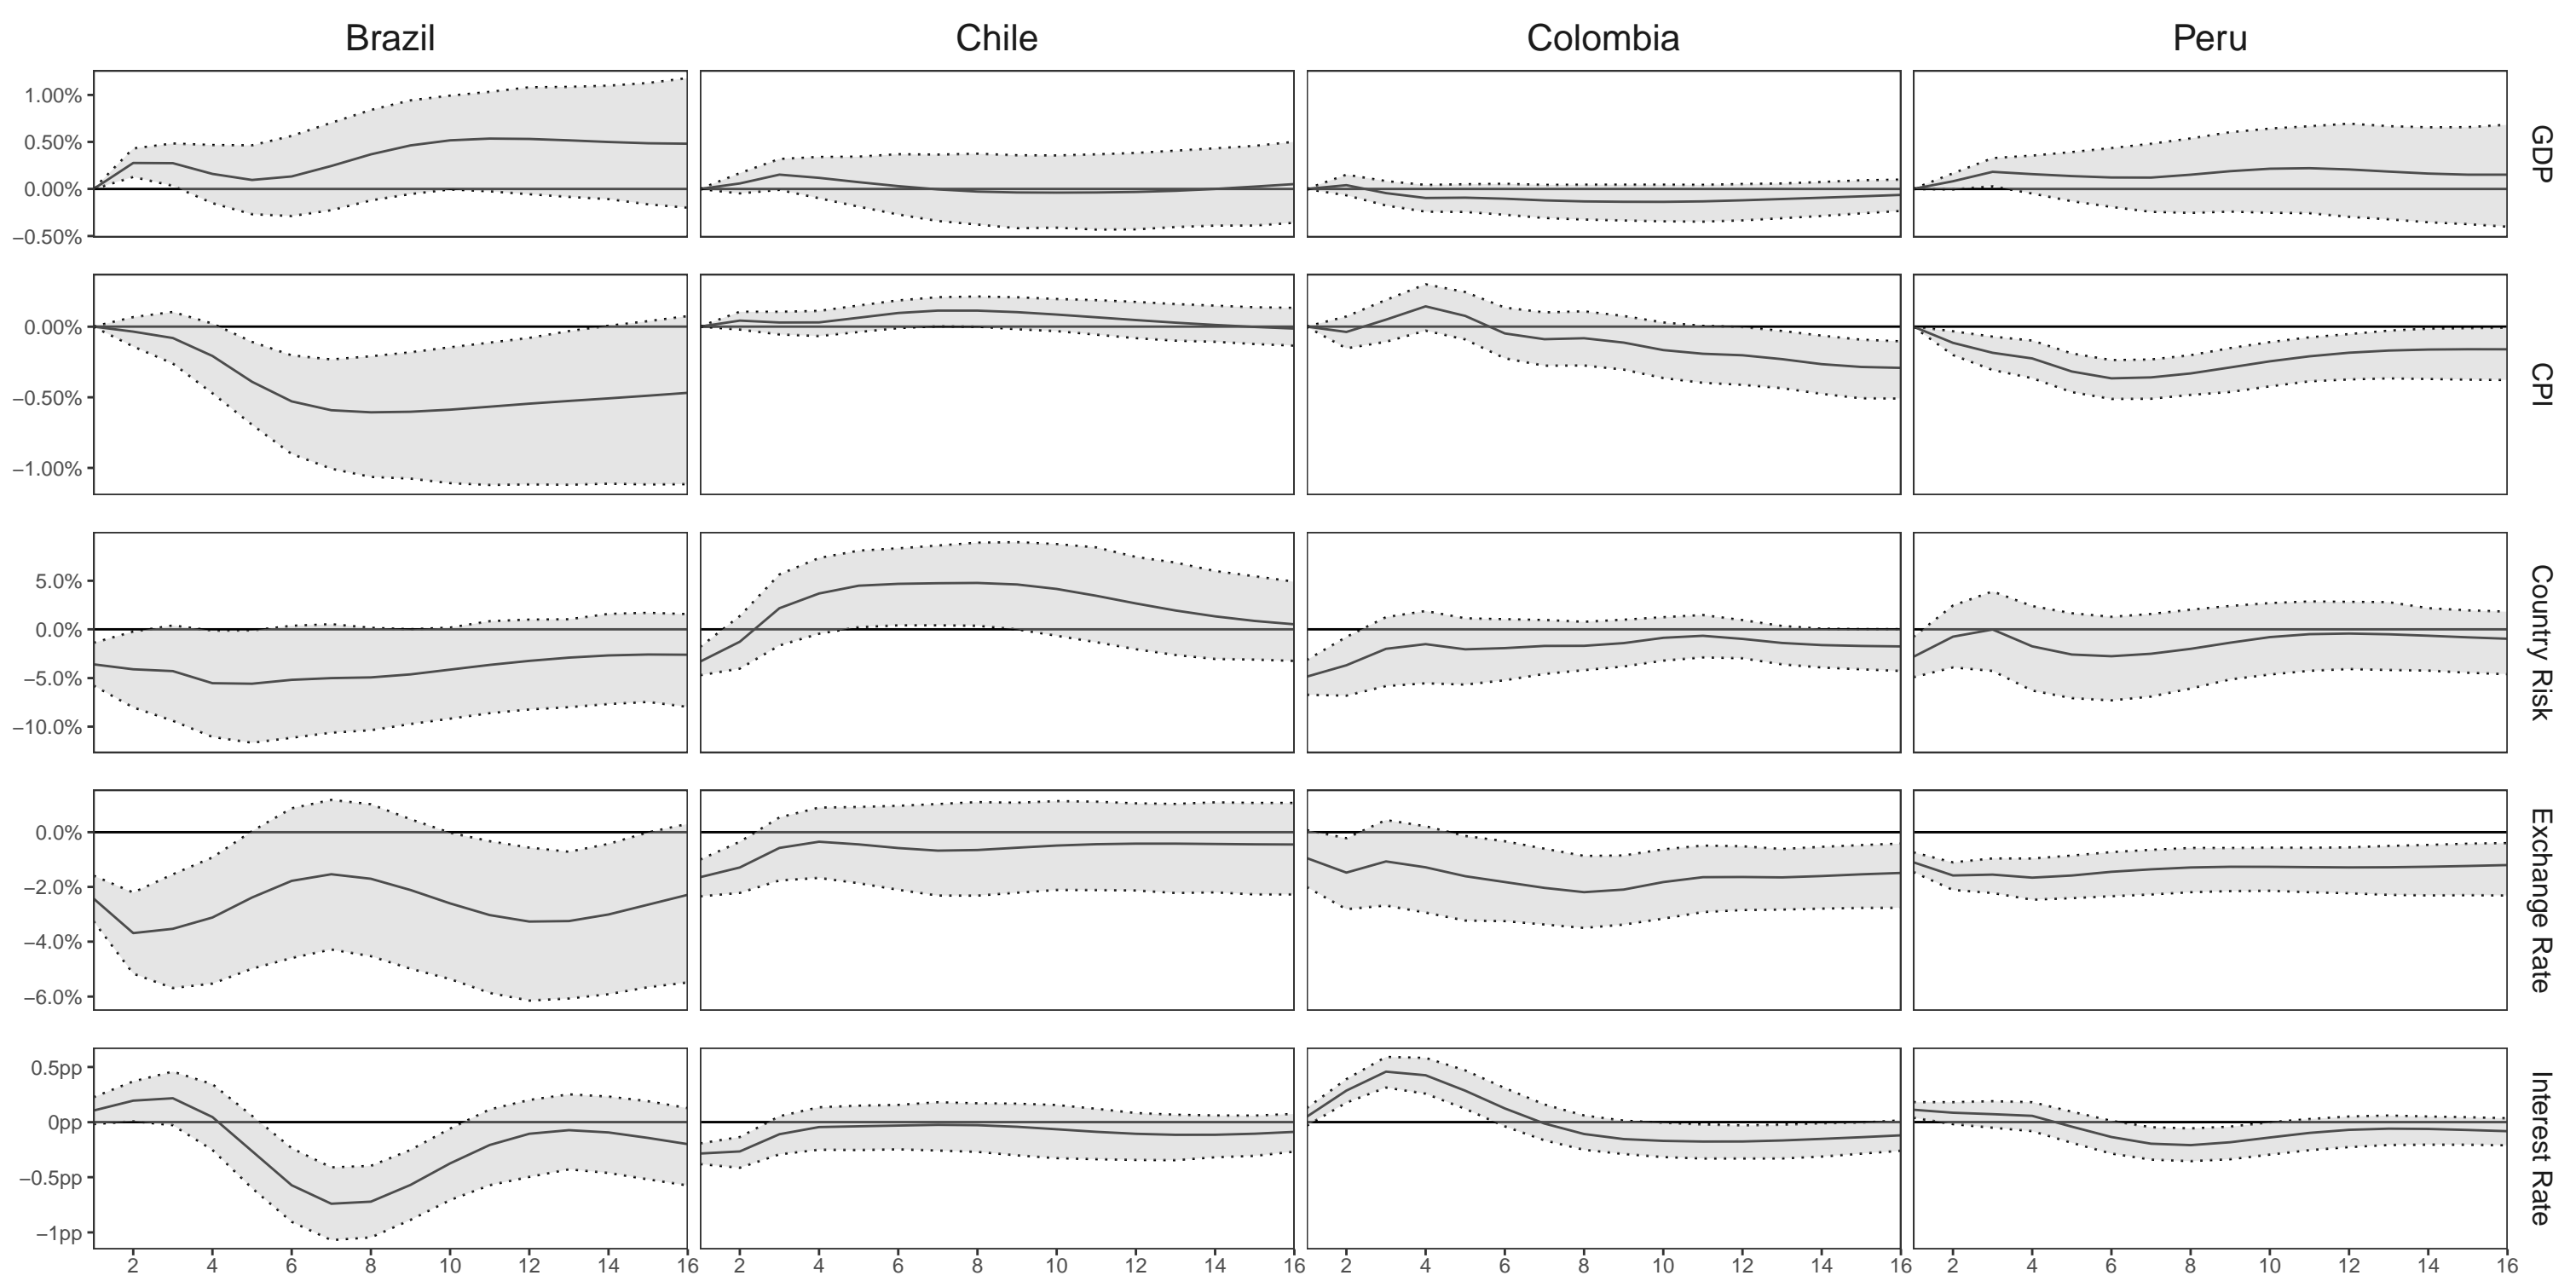 Brazil Chile Colombia Peru
1.00%
0.50%
0.00%
−0.50%
GDP
0.00%
−0.50%
−1.00%
CPI
5.0%
0.0%
−5.0%
−10.0%
Country Risk
0.0%
−2.0%
−4.0%
−6.0%
Exchange Rate
0.5pp
0pp
−0.5pp
−1pp
Interest Rate
2 4 6 8 10 12 14 16 2 4 6 8 10 12 14 16 2 4 6 8 10 12 14 16 2 4 6 8 10 12 14 16